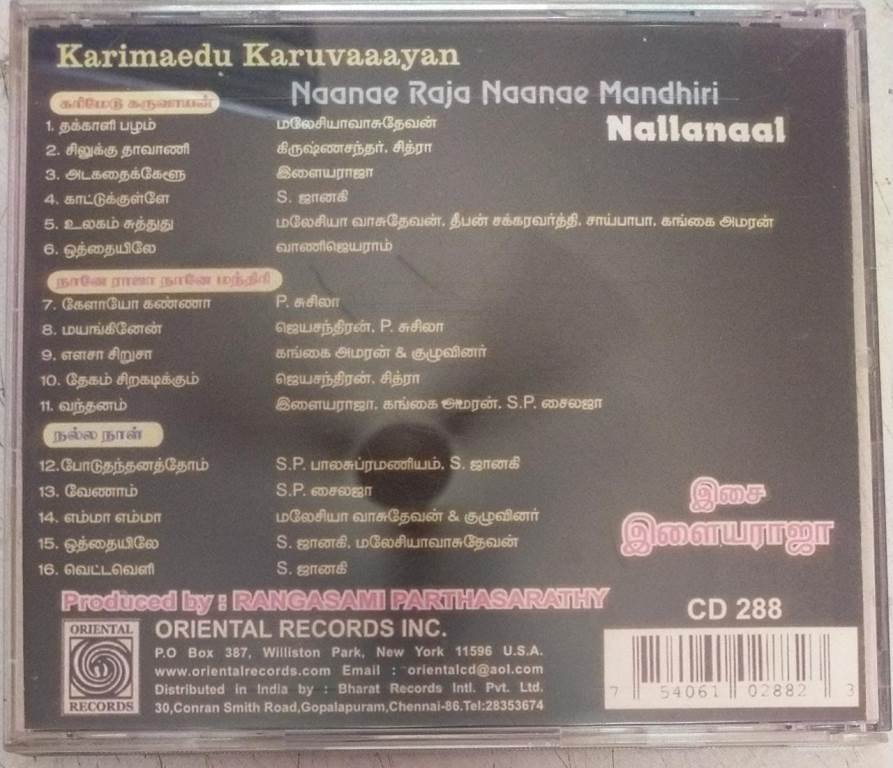 Karimaedu Karuvaaayan
Naanae Raja Naanae Mandhiri
Nallanaal
கரிமேடு கருவாயன்
1. தக்காளி பழம் மலேசியாவாசுதேவன்
2. சிலுக்கு தாவாணி கிருஷ்ணசந்தர், சித்ரா
3. அடகதைக்கேளூ இளையராஜா
4. காட்டுக்குள்ளே S. ஜானகி
5. உலகம் சுத்துது மலேசியா வாசுதேவன், தீபன் சக்கரவர்த்தி, சாய்பாபா, கங்கை அமரன்
6. ஒத்தையிலே வாணிஜெயராம்
நானே ராஜா நானே மந்திரி
7. கேளாயோ கண்ணா P. சுசிலா
8. மயங்கினேன் ஜெயசந்திரன், P. சுசிலா
9. எளசா சிறுசா கங்கை அமரன் & குழுவினர்
10. தேகம் சிறகடிக்கும் ஜெயசந்திரன், சித்ரா
11. வந்தனம் இளையராஜா, கங்கை அமரன், S.P. சைலஜா
நல்ல நாள்
12.போடுதந்தனத்தோம் S.P. பாலசுப்ரமணியம், S. ஜானகி
13. வேணாம் S.P. சைலஜா
14. எம்மா எம்மா மலேசியா வாசுதேவன் & குழுவினர்
15. ஒத்தையிலே S. ஜானகி, மலேசியாவாசுதேவன்
16. வெட்டவெளி S. ஜானகி
இசை
இளையராஜா
Produced by : RANGASAMI PARTHASARATHY
CD 288
ORIENTAL
RECORDS
ORIENTAL RECORDS INC.
P.O Box 387, Williston Park, New York 11596 U.S.A.
www.orientalrecords.com Email : orientalcd@aol.com
Distributed in India by : Bharat Records Intl. Pvt. Ltd.
30,Conran Smith Road,Gopalapuram,Chennai-86.Tel:28353674
7 54061 02882 3